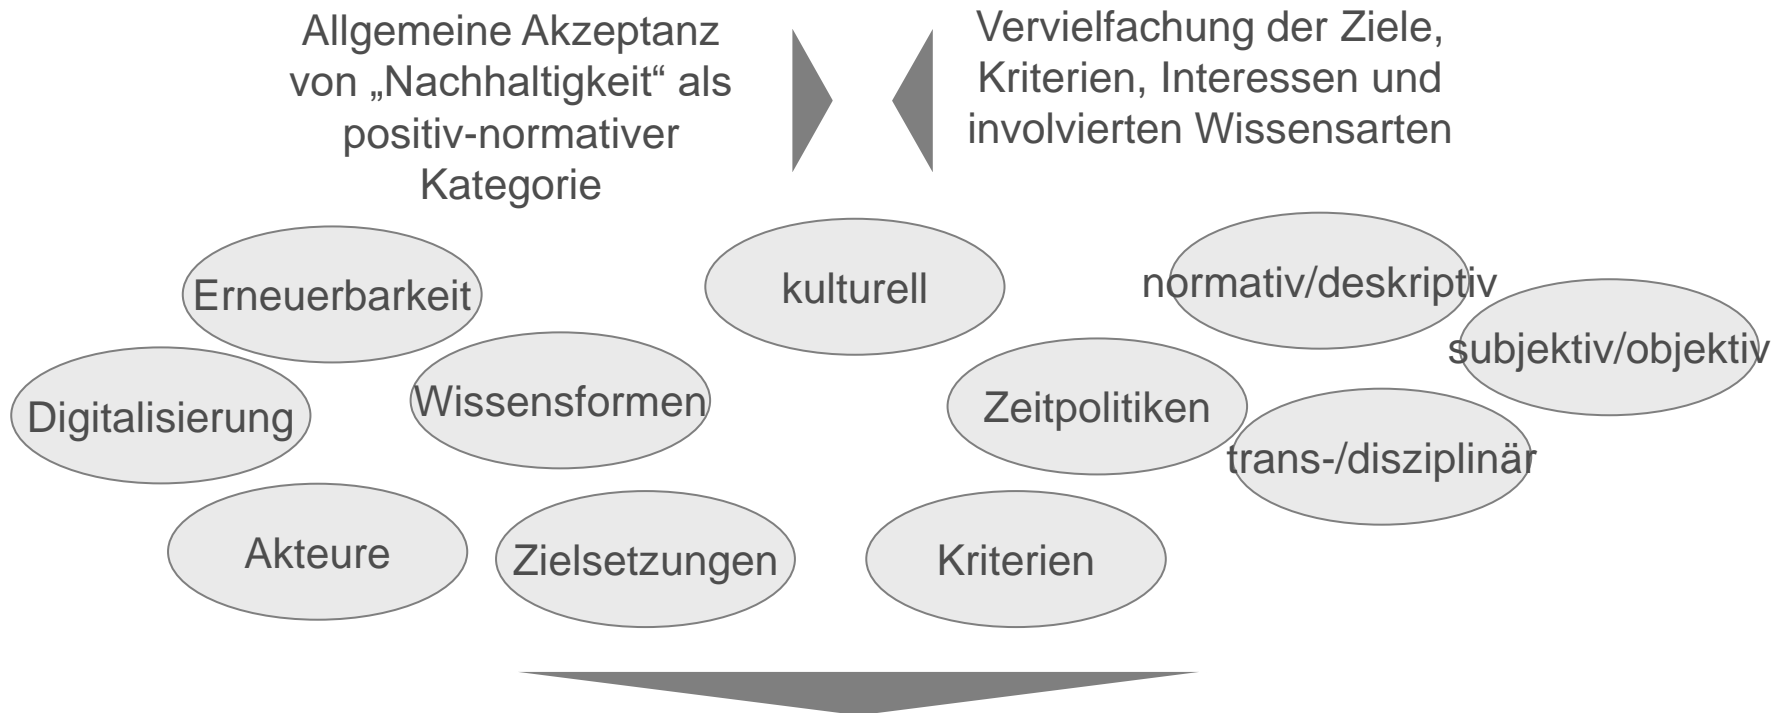 Allgemeine Akzeptanz
von „Nachhaltigkeit“ als
positiv-normativer
Kategorie
Vervielfachung der Ziele,
Kriterien, Interessen und
involvierten Wissensarten
Erneuerbarkeit
kulturell
normativ/deskriptiv
subjektiv/objektiv
Digitalisierung
Wissensformen
Zeitpolitiken
trans-/disziplinär
Akteure
Zielsetzungen
Kriterien